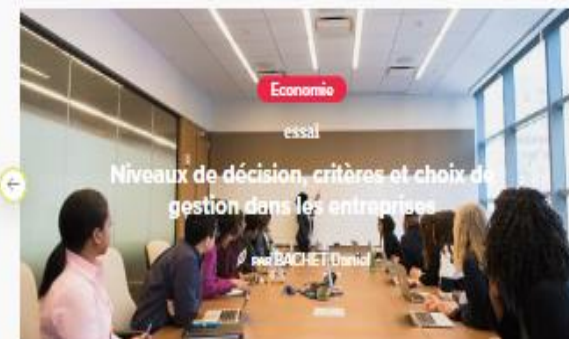 Economie
essai
Niveaux de décision, critères et choix de
gestion dans les entreprises
PAR BACHET Daniel